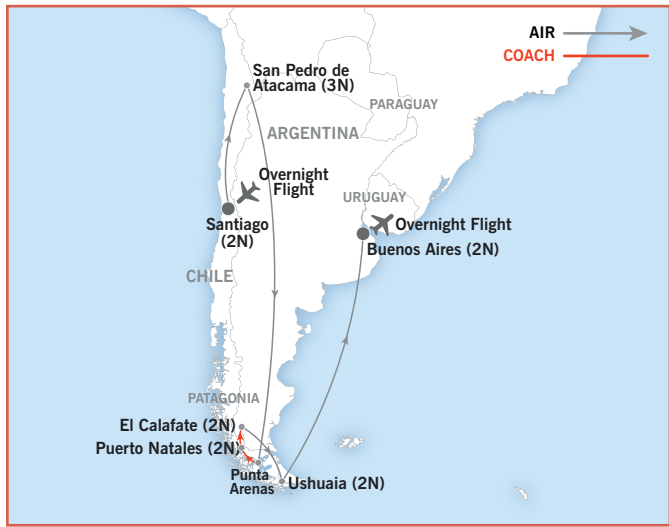 AIR
COACH
San Pedro de
Atacama (3N)
PARAGUAY
ARGENTINA
Overnight
Flight
URUGUAY
Santiago
(2N)
Overnight Flight
Buenos Aires (2N)
CHILE
PATAGONIA
El Calafate (2N)
Puerto Natales (2N)
Punta
Arenas
Ushuaia (2N)